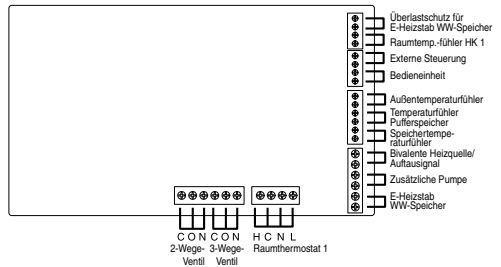 Überlastschutz für
E-Heizstab WW-Speicher
Raumtemp.-fühler HK 1
Externe Steuerung
Bedieneinheit
Außentemperaturfühler
Temperaturfühler
Pufferspeicher
Speichertempe-
raturfühler
Bivalente Heizquelle/
Auftausignal
Zusätzliche Pumpe
E-Heizstab
WW-Speicher
C O N C O N H C N L
2-Wege- 3-Wege- Raumthermostat 1
Ventil Ventil